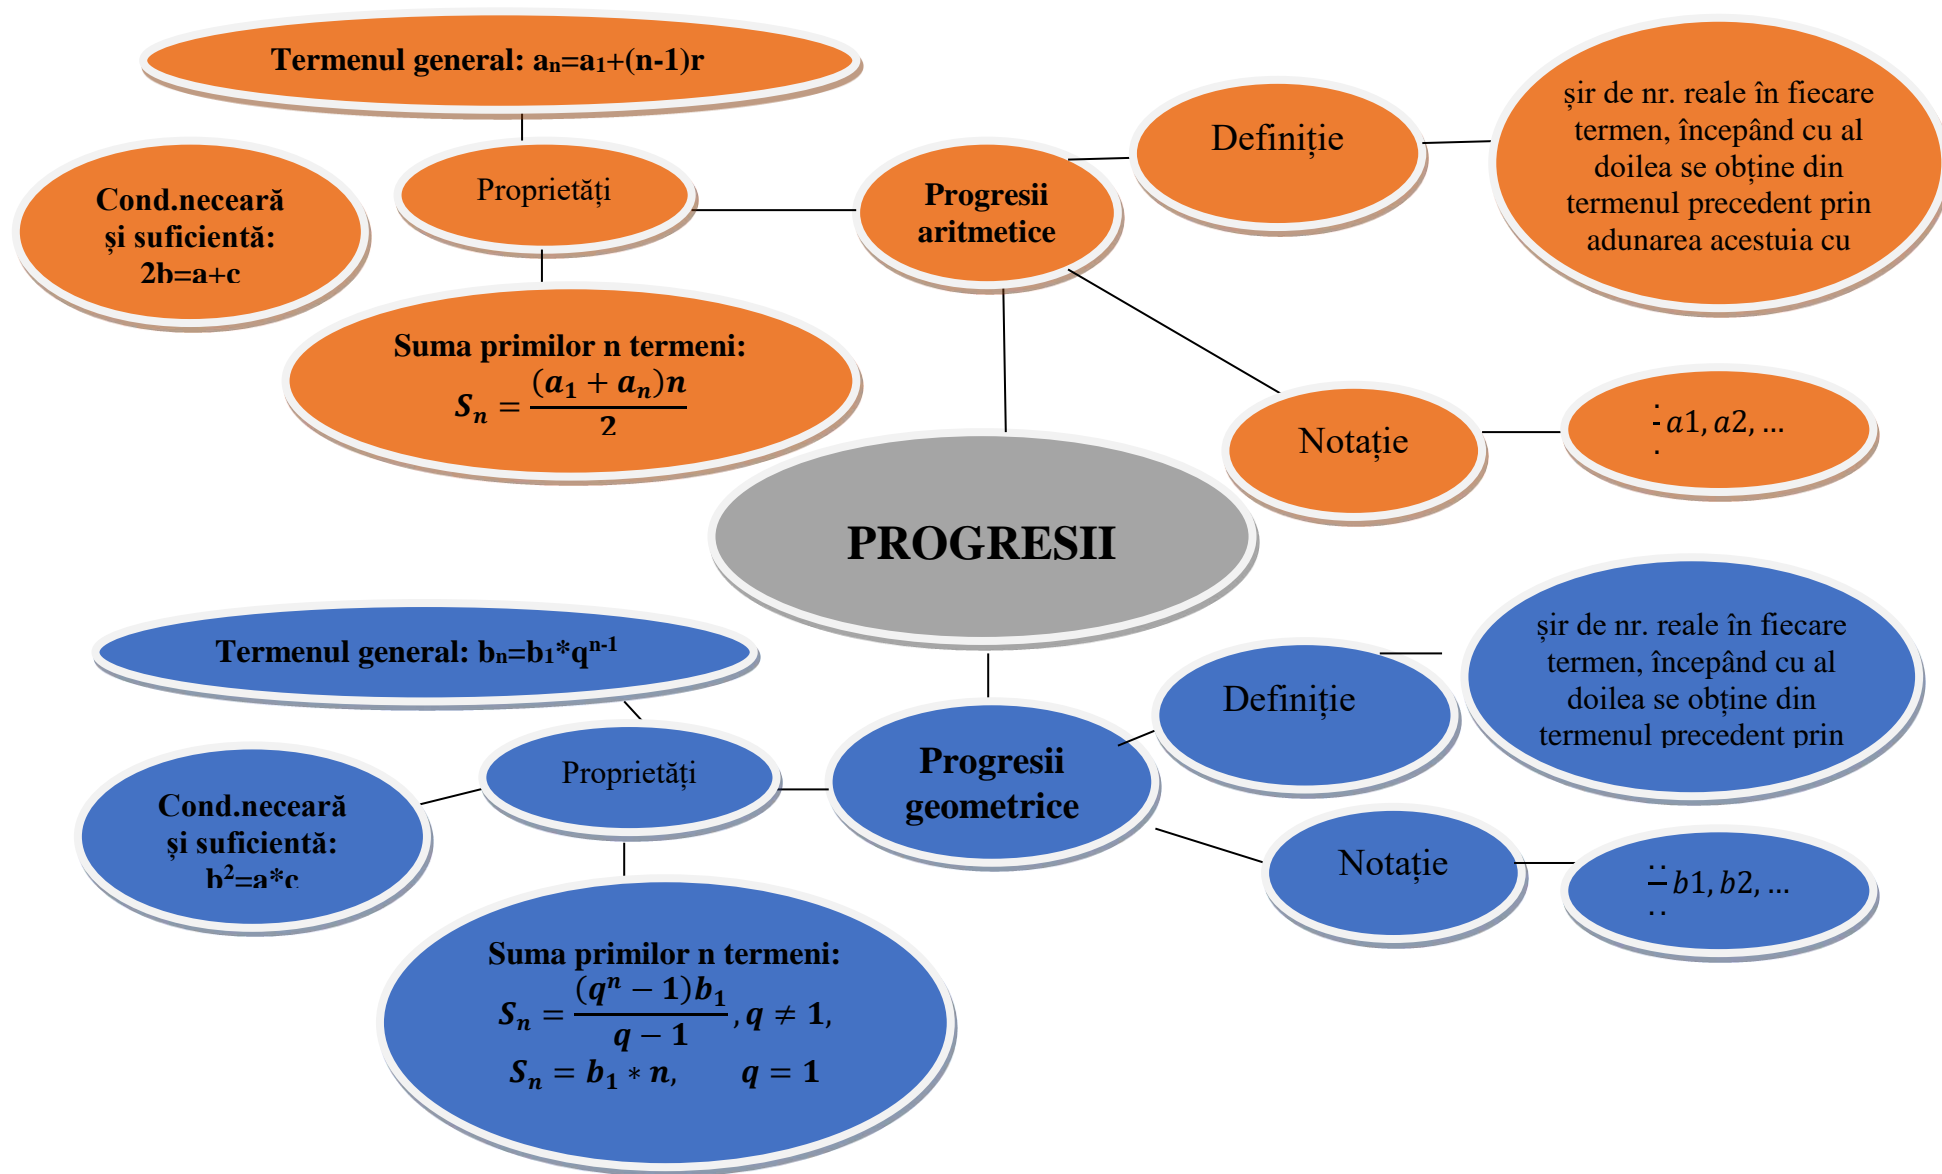 Termenul general: aₙ=a₁+(n-1)r
Cond.neceară
și suficientă:
2b=a+c
Proprietăți
Suma primilor n termeni:
Sₙ = (a₁ + aₙ)n / 2
Progresii
aritmetice
Definiție
șir de nr. reale în fiecare
termen, începând cu al
doilea se obține din
termenul precedent prin
adunarea acestuia cu
Notație
÷ a1, a2, …
PROGRESII
Termenul general: bₙ=b₁*qⁿ⁻¹
Cond.neceară
și suficientă:
b²=a*c
Proprietăți
Suma primilor n termeni:
Sₙ = (qⁿ − 1)b₁ / q − 1 , q ≠ 1,
Sₙ = b₁ ∗ n, q = 1
Progresii
geometrice
Definiție
șir de nr. reale în fiecare
termen, începând cu al
doilea se obține din
termenul precedent prin
Notație
÷÷ b1, b2, …